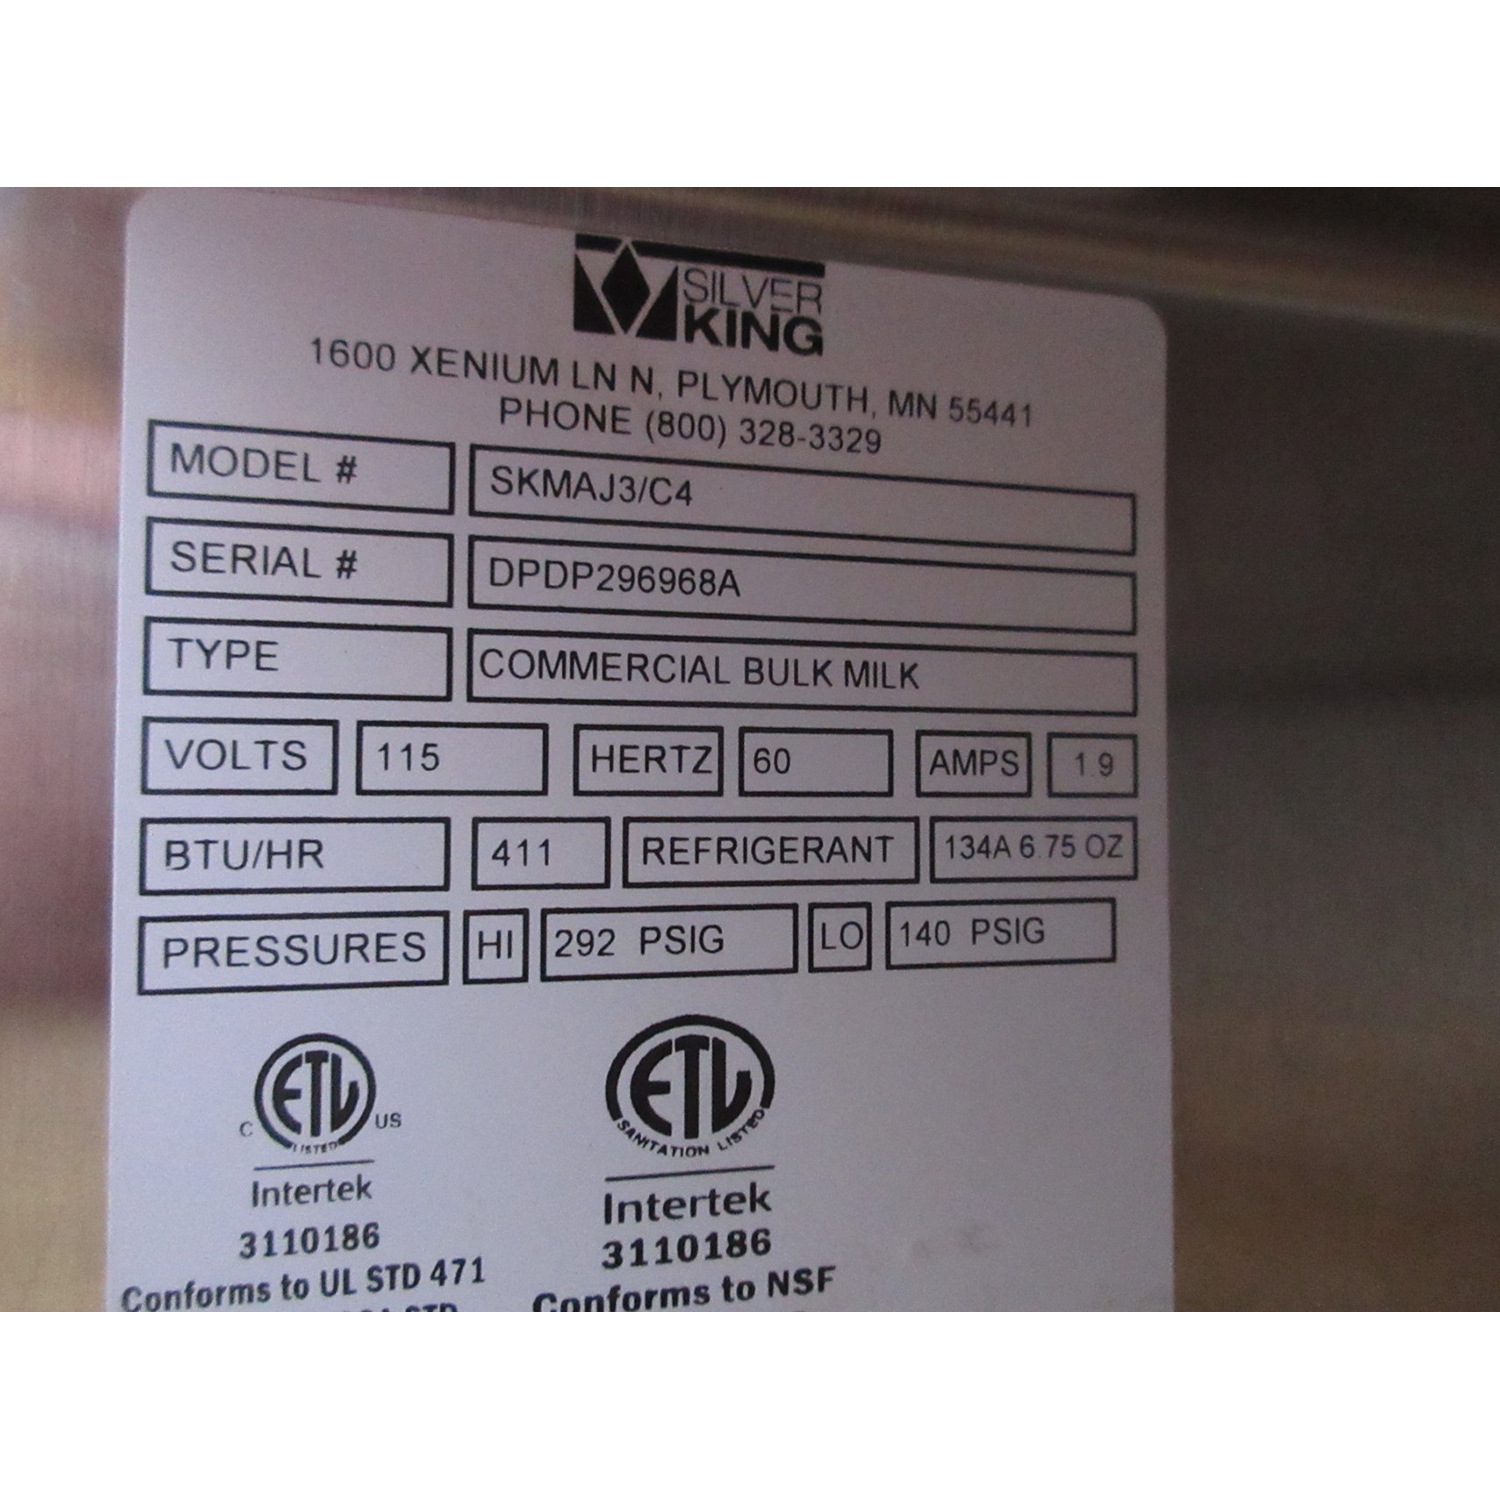 SILVER
KING
1600 XENIUM LN N, PLYMOUTH, MN 55441
PHONE (800) 328-3329
MODEL # SKMAJ3/C4
SERIAL # DPDP296968A
TYPE COMMERCIAL BULK MILK
VOLTS 115 HERTZ 60 AMPS 1.9
BTU/HR 411 REFRIGERANT 134A 6.75 OZ
PRESSURES HI 292 PSIG LO 140 PSIG
ETL ETL
C US
LISTED SANITATION LISTED
Intertek Intertek
3110186 3110186
Conforms to UL STD 471 Conforms to NSF
STD